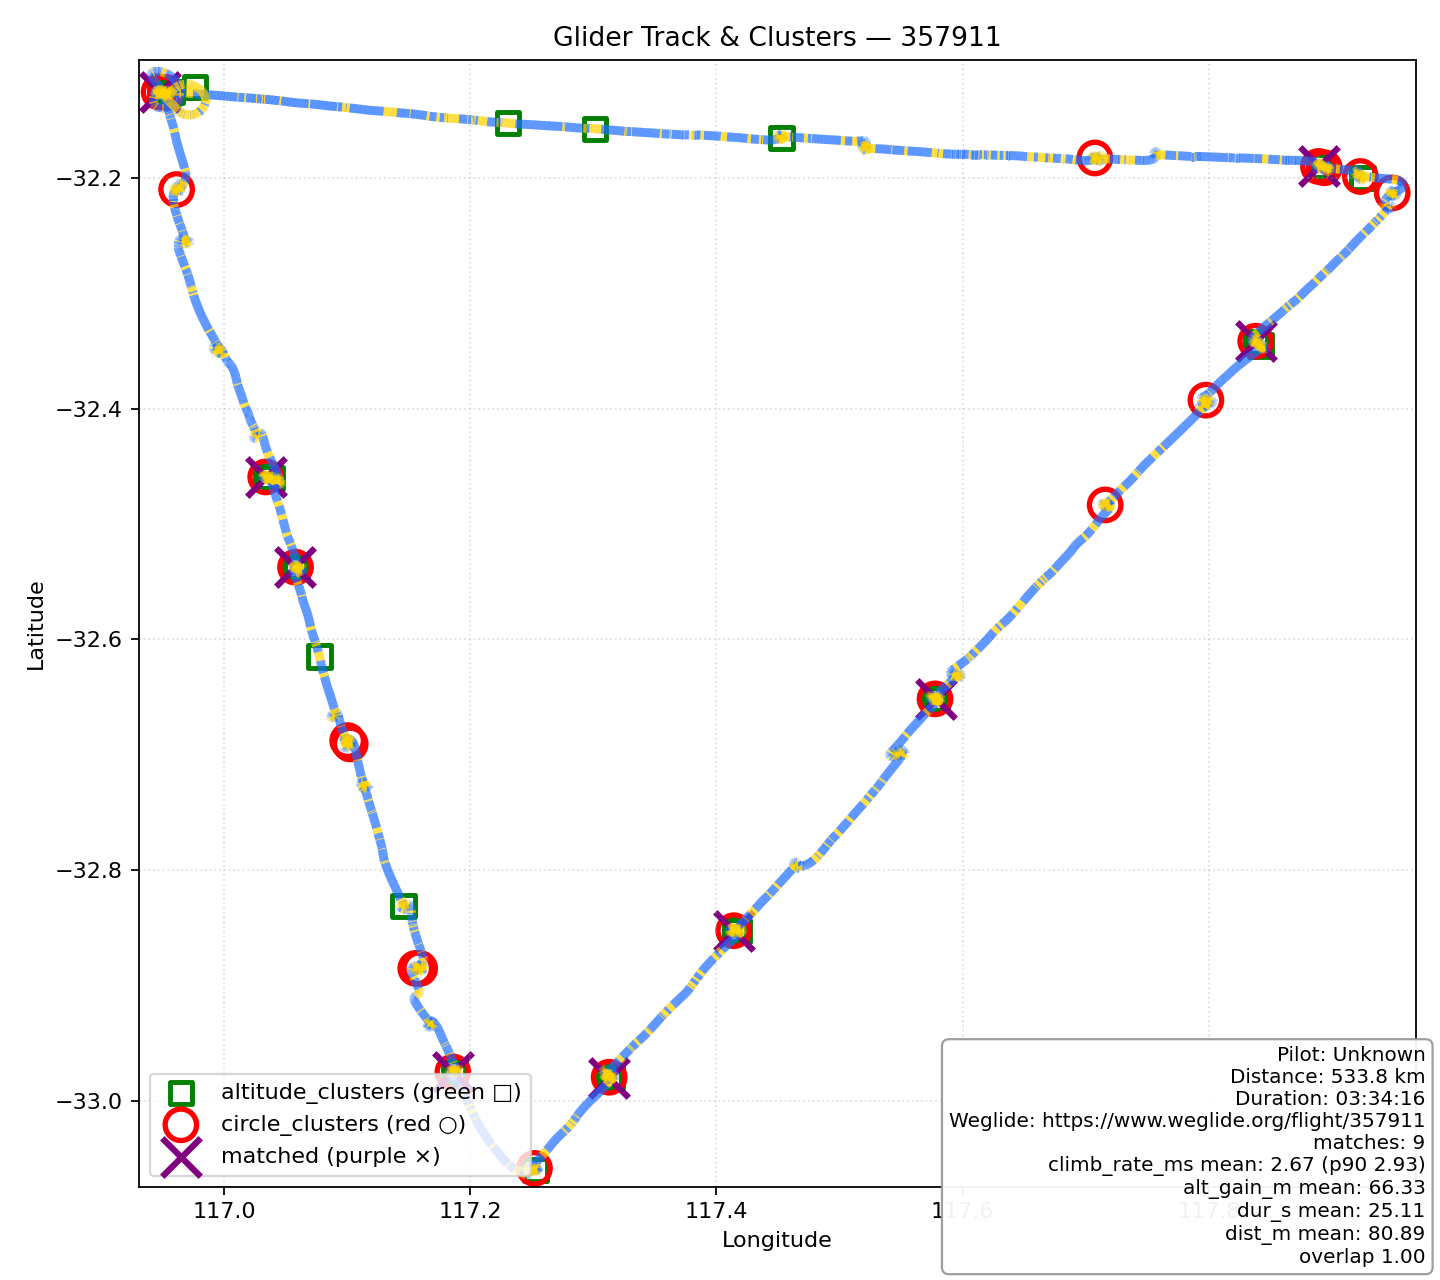 Glider Track & Clusters — 357911
Latitude
−32.2
−32.4
−32.6
−32.8
−33.0
altitude_clusters (green □)
circle_clusters (red ○)
matched (purple ×)
Pilot: Unknown
Distance: 533.8 km
Duration: 03:34:16
Weglide: https://www.weglide.org/flight/357911
matches: 9
climb_rate_ms mean: 2.67 (p90 2.93)
alt_gain_m mean: 66.33
dur_s mean: 25.11
dist_m mean: 80.89
overlap 1.00
117.0
117.2
117.4
117.6
117.8
Longitude